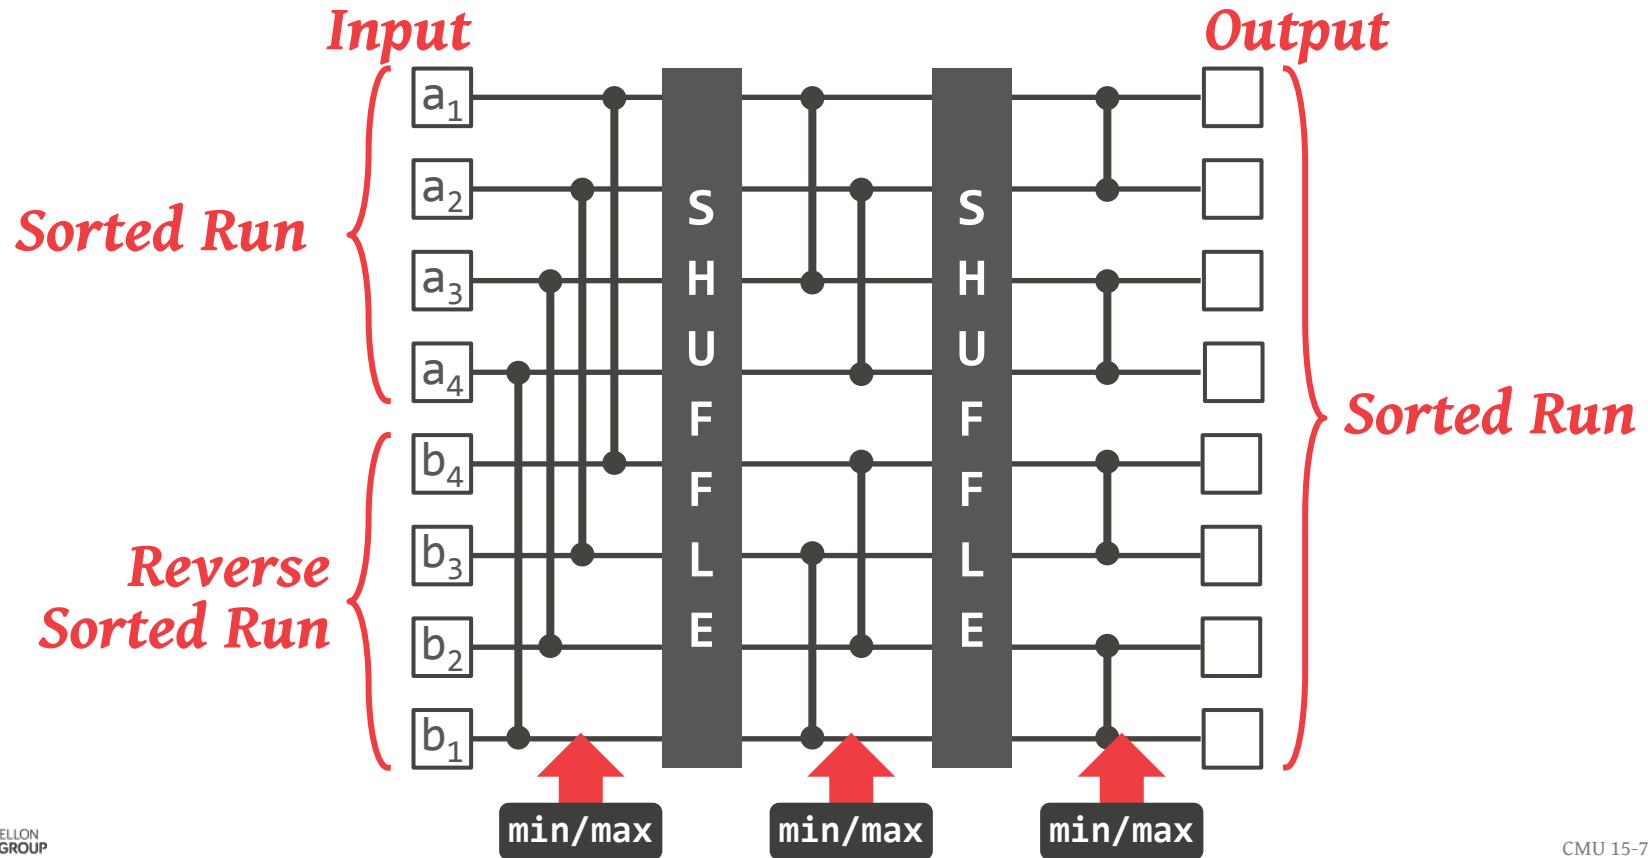 Input
Output
a1
a2
Sorted Run
a3
a4
b4
Reverse
Sorted Run
b3
b2
b1
SHUFFLE
SHUFFLE
Sorted Run
min/max
min/max
min/max
ELLON
GROUP
CMU 15-7